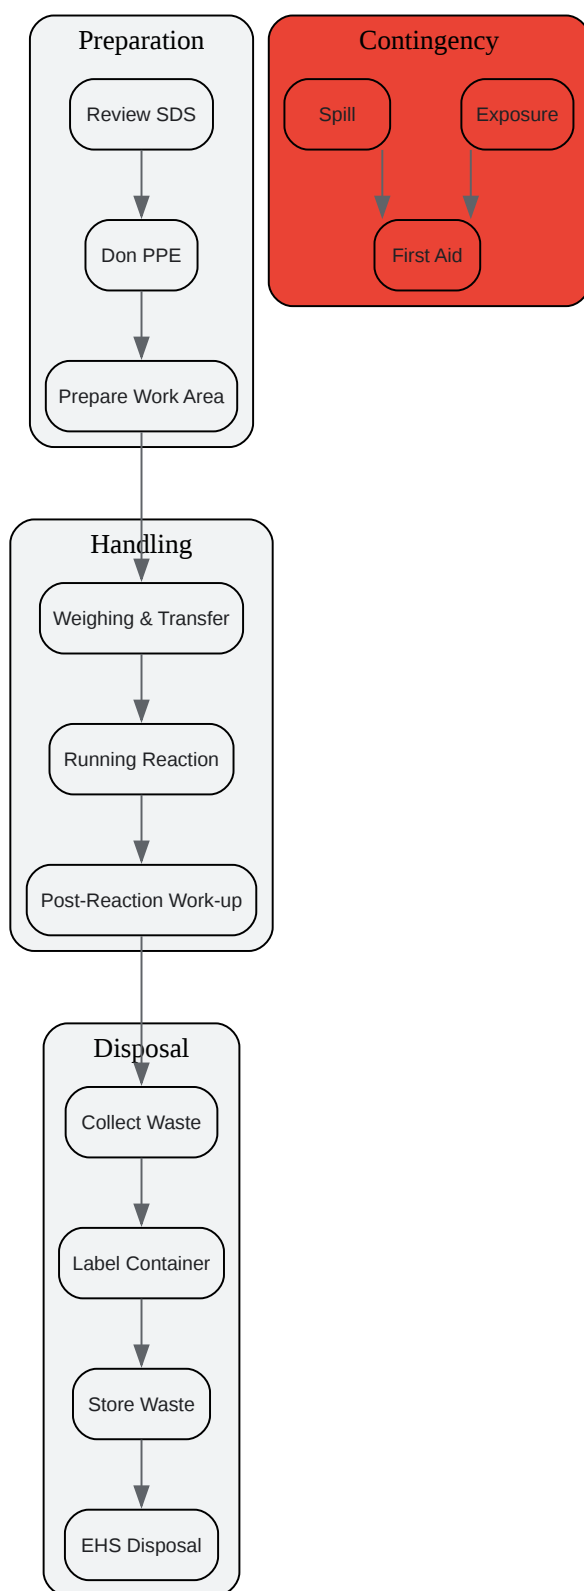 Preparation
Review SDS
Don PPE
Prepare Work Area
Contingency
Spill
Exposure
First Aid
Handling
Weighing & Transfer
Running Reaction
Post-Reaction Work-up
Disposal
Collect Waste
Label Container
Store Waste
EHS Disposal